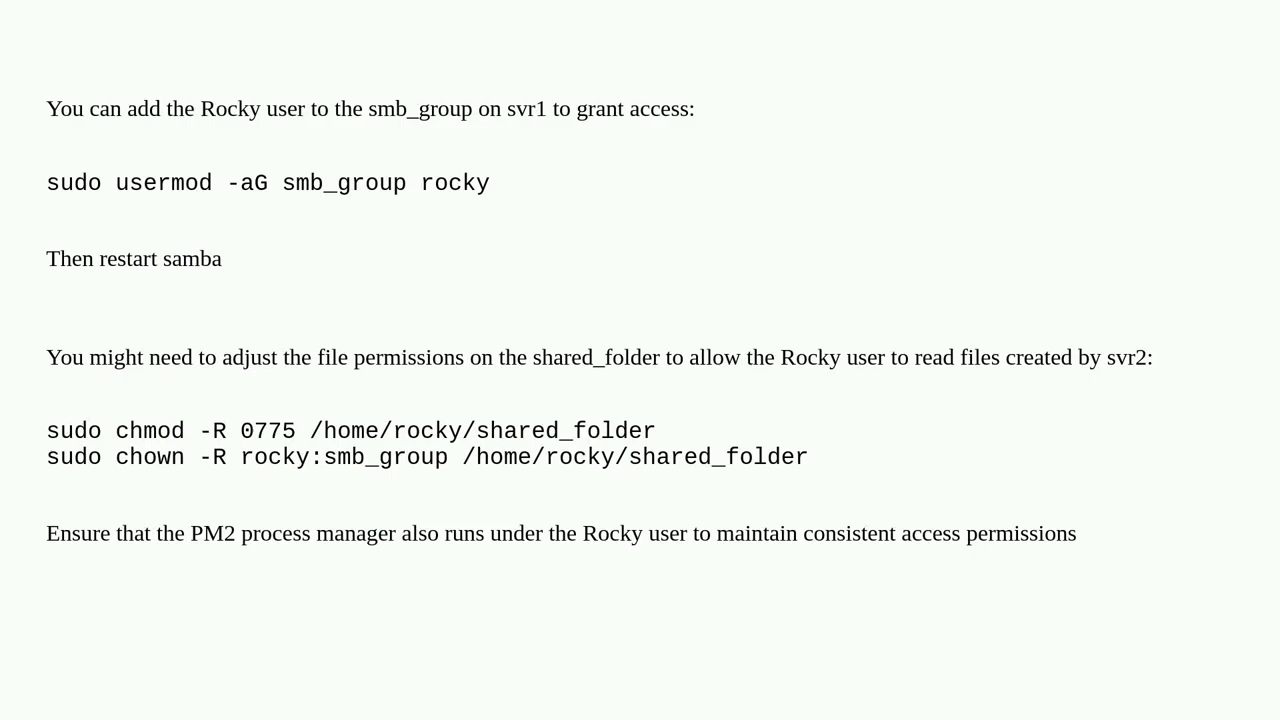 You can add the Rocky user to the smb_group on svr1 to grant access:
sudo usermod -aG smb_group rocky
Then restart samba
You might need to adjust the file permissions on the shared_folder to allow the Rocky user to read files created by svr2:
sudo chmod -R 0775 /home/rocky/shared_folder
sudo chown -R rocky:smb_group /home/rocky/shared_folder
Ensure that the PM2 process manager also runs under the Rocky user to maintain consistent access permissions